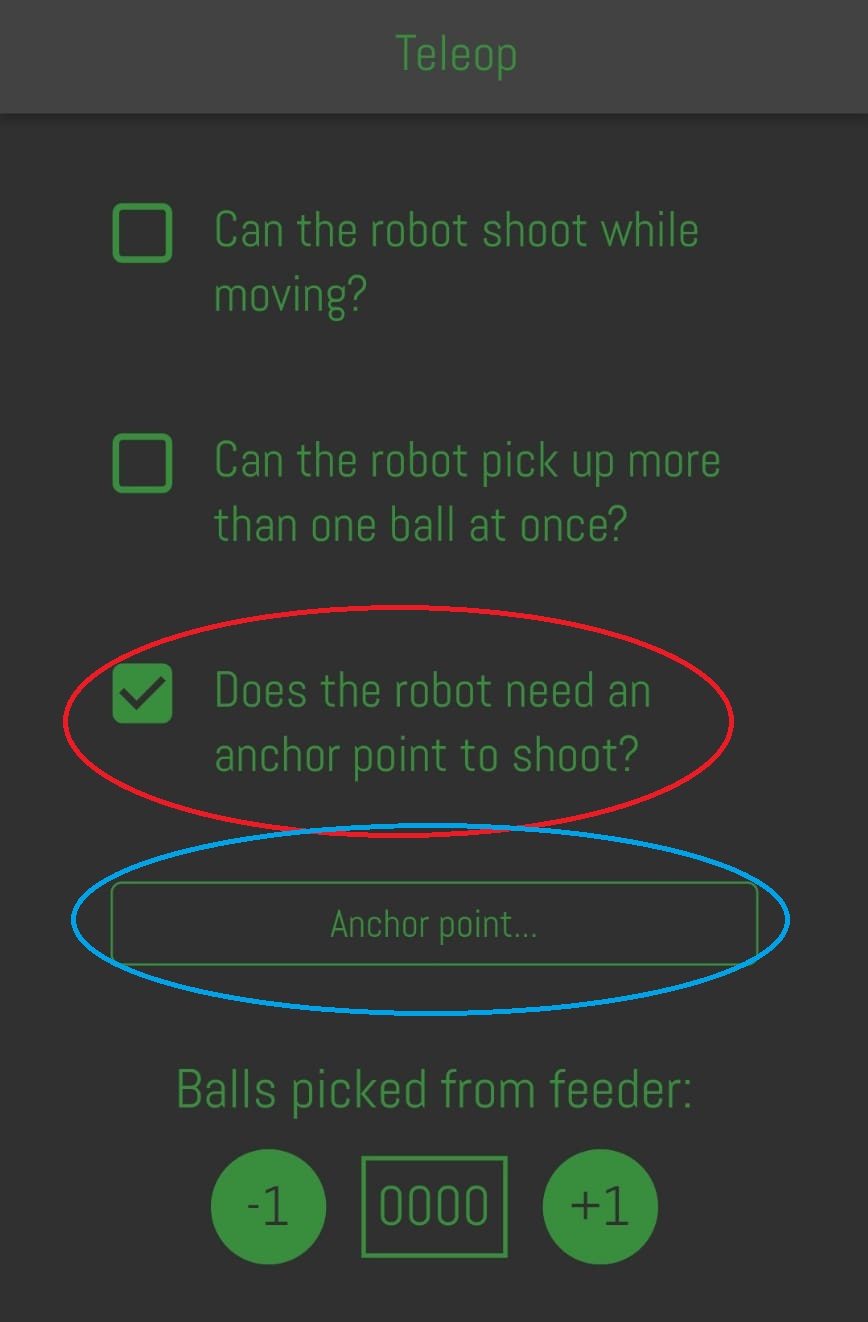 Teleop
Can the robot shoot while
moving?
Can the robot pick up more
than one ball at once?
Does the robot need an
anchor point to shoot?
Anchor point...
Balls picked from feeder:
-1 0000 +1